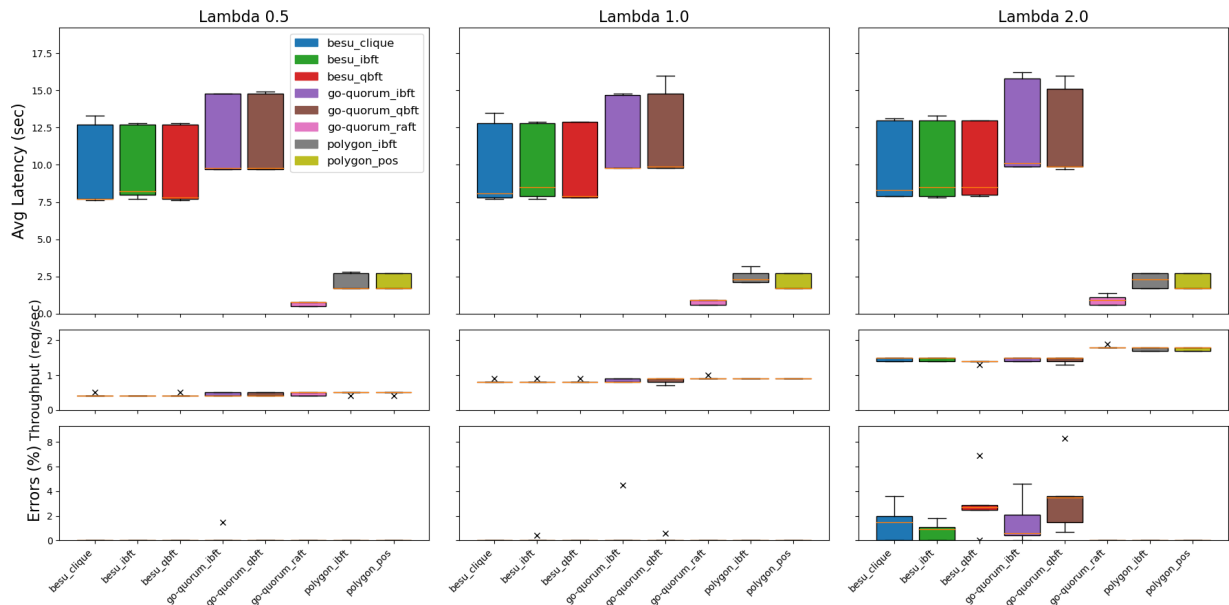 Lambda 0.5
Lambda 1.0
Lambda 2.0
Avg Latency (sec)
17.5
15.0
12.5
10.0
7.5
5.0
2.5
0.0
besu_clique
besu_ibft
besu_qbft
go-quorum_ibft
go-quorum_qbft
go-quorum_raft
polygon_ibft
polygon_pos
Throughput (req/sec)
2
1
0
Errors (%)
8
6
4
2
0
besu_clique
besu_ibft
besu_qbft
go-quorum_ibft
go-quorum_qbft
go-quorum_raft
polygon_ibft
polygon_pos
besu_clique
besu_ibft
besu_qbft
go-quorum_ibft
go-quorum_qbft
go-quorum_raft
polygon_ibft
polygon_pos
besu_clique
besu_ibft
besu_qbft
go-quorum_ibft
go-quorum_qbft
go-quorum_raft
polygon_ibft
polygon_pos